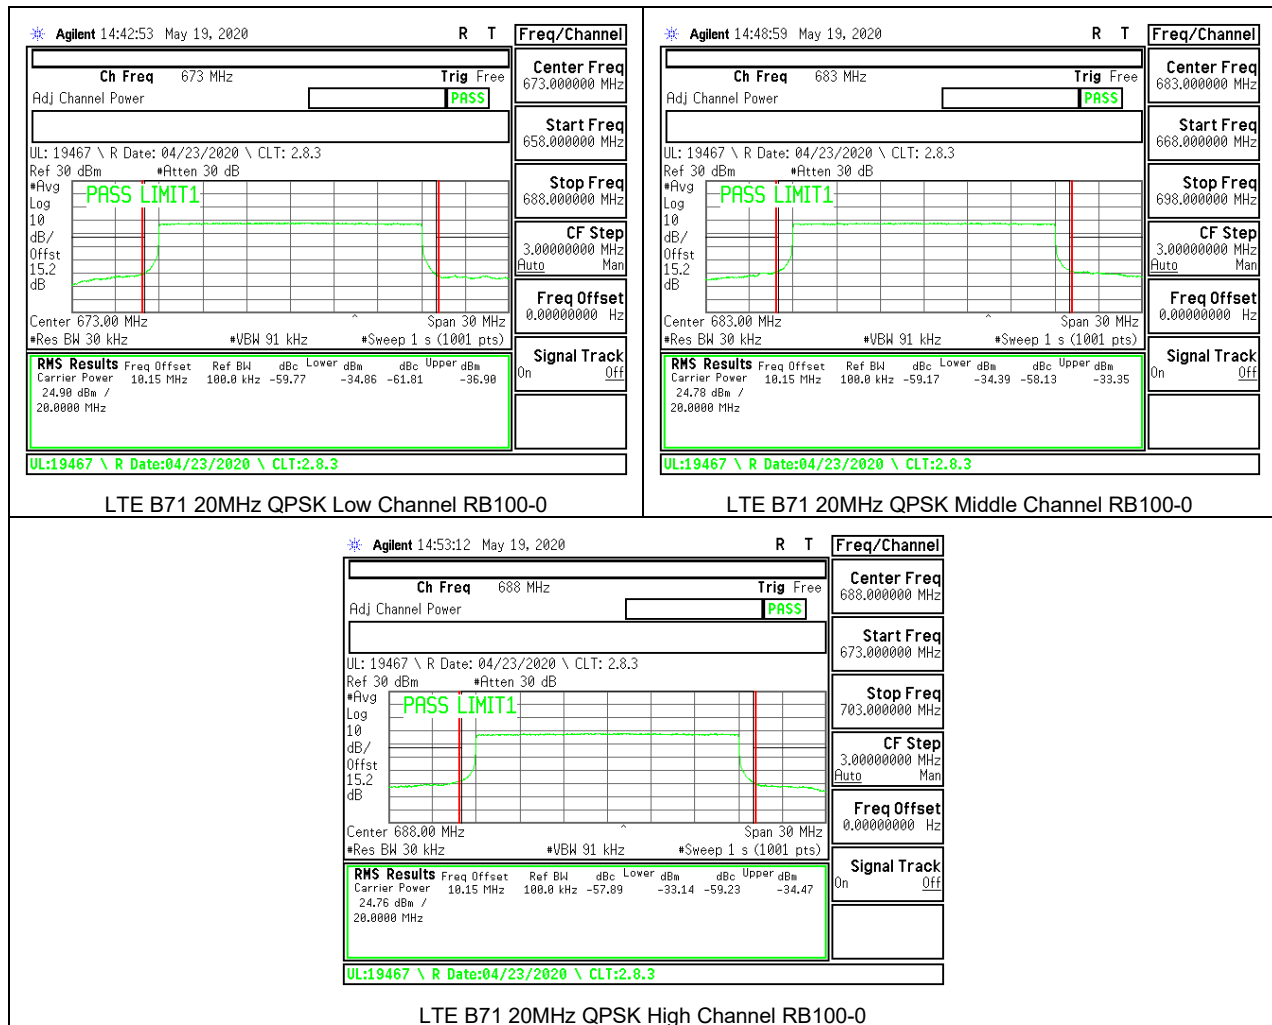 Agilent 14:42:53 May 19, 2020 R T
Freq/Channel
Ch Freq 673 MHz Trig Free
Adj Channel Power PASS
UL: 19467 \ R Date: 04/23/2020 \ CLT: 2.8.3
Ref 30 dBm #Atten 30 dB
#Avg
Log
10
dB/
Offst
15.2
dB
PASS LIMIT1
Center 673.00 MHz Span 30 MHz
#Res BW 30 kHz #VBW 91 kHz #Sweep 1 s (1001 pts)
RMS Results Freq Offset Ref BW dBc Lower dBm dBc Upper dBm
Carrier Power 10.15 MHz 100.0 kHz -59.77 -34.86 -61.81 -36.90
24.90 dBm /
20.0000 MHz
UL:19467 \ R Date:04/23/2020 \ CLT:2.8.3
Center Freq
673.000000 MHz
Start Freq
658.000000 MHz
Stop Freq
688.000000 MHz
CF Step
3.00000000 MHz
Auto Man
Freq Offset
0.00000000 Hz
Signal Track
On Off
LTE B71 20MHz QPSK Low Channel RB100-0
Agilent 14:48:59 May 19, 2020 R T
Freq/Channel
Ch Freq 683 MHz Trig Free
Adj Channel Power PASS
UL: 19467 \ R Date: 04/23/2020 \ CLT: 2.8.3
Ref 30 dBm #Atten 30 dB
#Avg
Log
10
dB/
Offst
15.2
dB
PASS LIMIT1
Center 683.00 MHz Span 30 MHz
#Res BW 30 kHz #VBW 91 kHz #Sweep 1 s (1001 pts)
RMS Results Freq Offset Ref BW dBc Lower dBm dBc Upper dBm
Carrier Power 10.15 MHz 100.0 kHz -59.17 -34.39 -58.13 -33.35
24.78 dBm /
20.0000 MHz
UL:19467 \ R Date:04/23/2020 \ CLT:2.8.3
Center Freq
683.000000 MHz
Start Freq
668.000000 MHz
Stop Freq
698.000000 MHz
CF Step
3.00000000 MHz
Auto Man
Freq Offset
0.00000000 Hz
Signal Track
On Off
LTE B71 20MHz QPSK Middle Channel RB100-0
Agilent 14:53:12 May 19, 2020 R T
Freq/Channel
Ch Freq 688 MHz Trig Free
Adj Channel Power PASS
UL: 19467 \ R Date: 04/23/2020 \ CLT: 2.8.3
Ref 30 dBm #Atten 30 dB
#Avg
Log
10
dB/
Offst
15.2
dB
PASS LIMIT1
Center 688.00 MHz Span 30 MHz
#Res BW 30 kHz #VBW 91 kHz #Sweep 1 s (1001 pts)
RMS Results Freq Offset Ref BW dBc Lower dBm dBc Upper dBm
Carrier Power 10.15 MHz 100.0 kHz -57.89 -33.14 -59.23 -34.47
24.76 dBm /
20.0000 MHz
UL:19467 \ R Date:04/23/2020 \ CLT:2.8.3
Center Freq
688.000000 MHz
Start Freq
673.000000 MHz
Stop Freq
703.000000 MHz
CF Step
3.00000000 MHz
Auto Man
Freq Offset
0.00000000 Hz
Signal Track
On Off
LTE B71 20MHz QPSK High Channel RB100-0